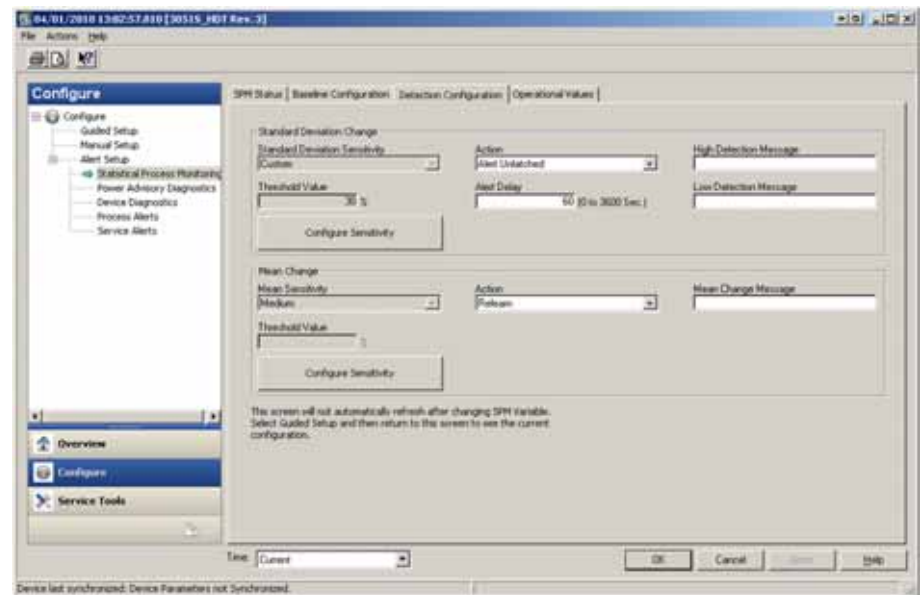 04/01/2010 13:02:57.810 [3051S_HDT Rev. 3]
File Actions Help
Configure
Configure
Guided Setup
Manual Setup
Alert Setup
Statistical Process Monitoring
Power Advisory Diagnostics
Device Diagnostics
Process Alerts
Service Alerts
Overview
Configure
Service Tools
SPM Status Baseline Configuration Detection Configuration Operational Values
Standard Deviation Change
Standard Deviation Sensitivity Action High Detection Message
Custom Alert Unlatched
Threshold Value Alert Delay Low Detection Message
30 % 60 (0 to 3600 Sec.)
Configure Sensitivity
Mean Change
Mean Sensitivity Action Mean Change Message
Medium Relearn
Threshold Value
%
Configure Sensitivity
This screen will not automatically refresh after changing SPM Variable.
Select Guided Setup and then return to this screen to see the current
configuration.
Time: Current OK Cancel Help
Device last synchronized: Device Parameters not Synchronized.